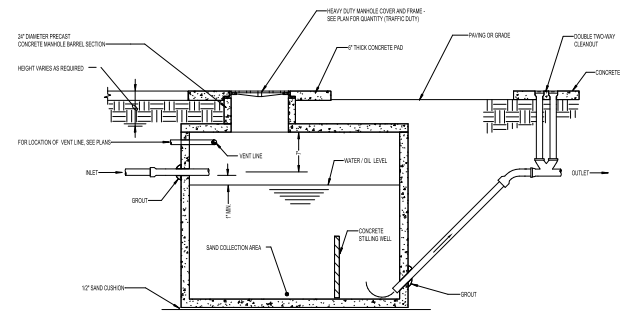 HEAVY DUTY MANHOLE COVER AND FRAME -
SEE PLAN FOR QUANTITY (TRAFFIC DUTY)
24" DIAMETER PRECAST
CONCRETE MANHOLE BARREL SECTION
6" THICK CONCRETE PAD
PAVING OR GRADE
DOUBLE TWO-WAY
CLEANOUT
HEIGHT VARIES AS REQUIRED
CONCRETE
FOR LOCATION OF VENT LINE, SEE PLANS
VENT LINE
7"
WATER / OIL LEVEL
INLET
OUTLET
GROUT
1" MIN.
CONCRETE
STILLING WELL
SAND COLLECTION AREA
1/2" SAND CUSHION
GROUT